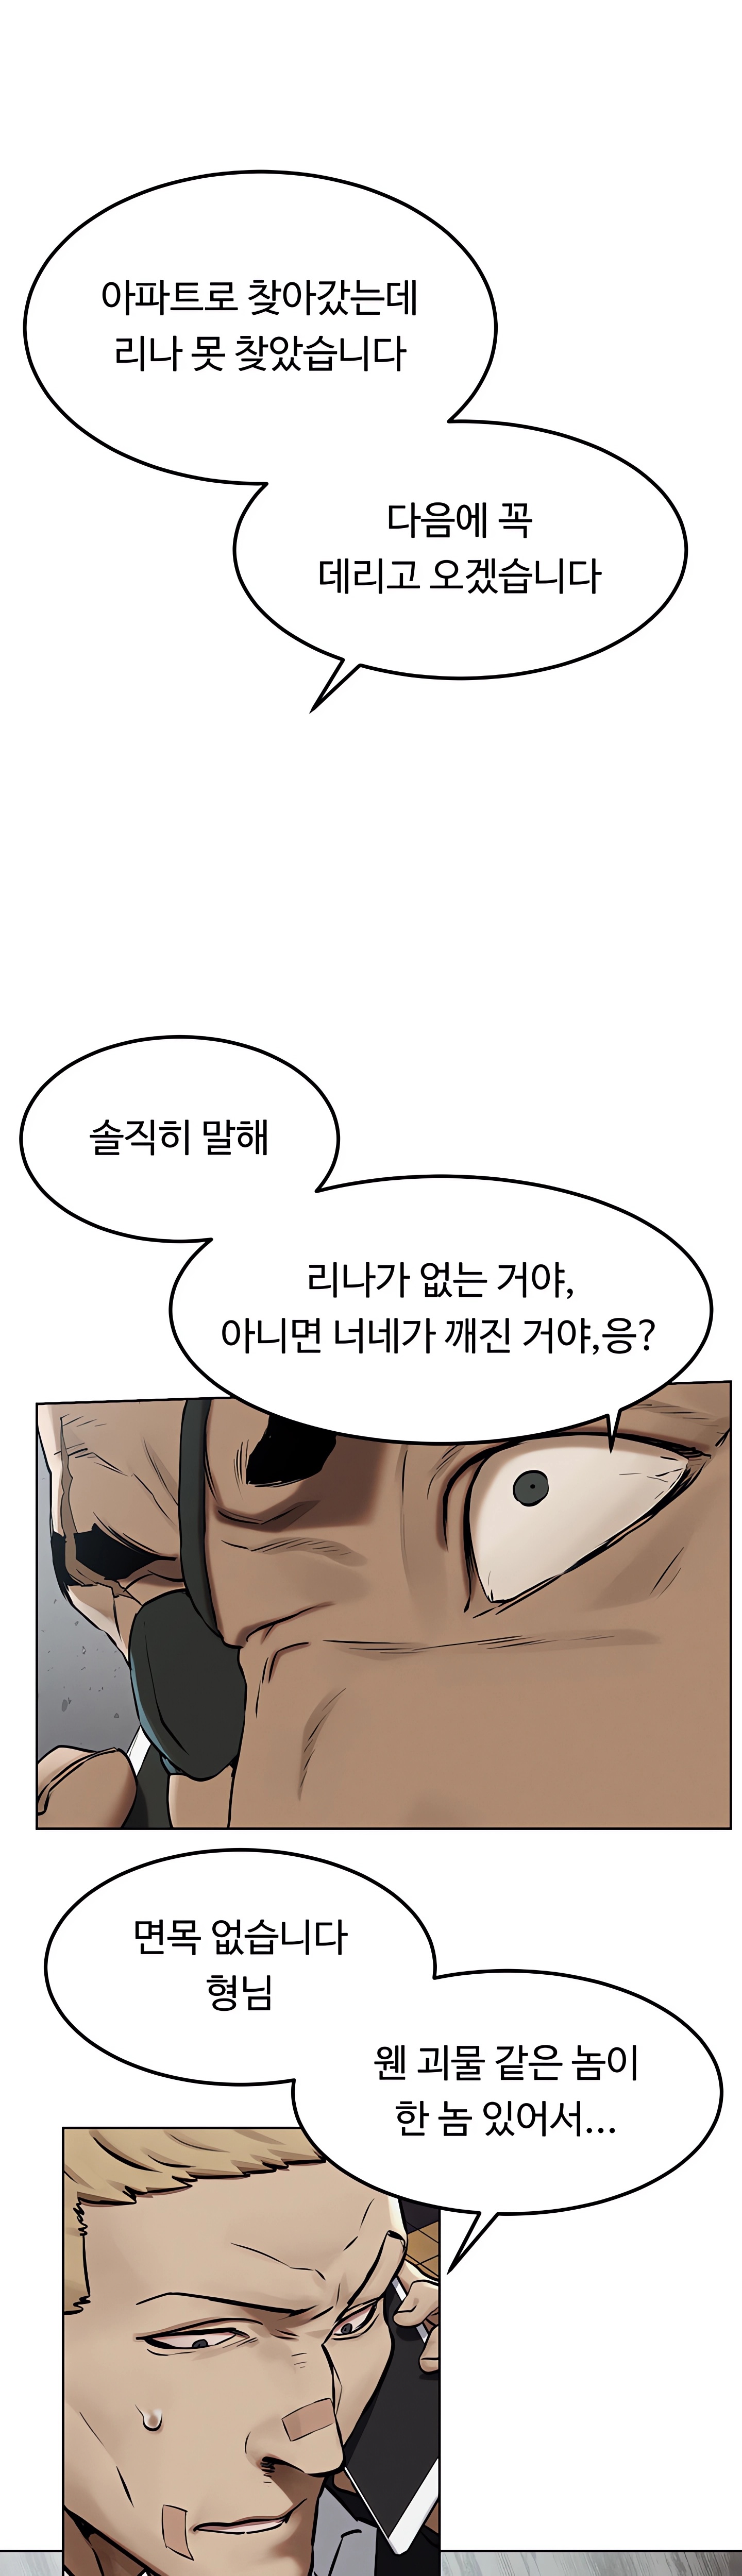 아파트로 찾아갔는데
리나 못 찾았습니다
다음에 꼭
데리고 오겠습니다
솔직히 말해
리나가 없는 거야,
아니면 너네가 깨진 거야,응?
면목 없습니다
형님
웬 괴물 같은 놈이
한 놈 있어서...